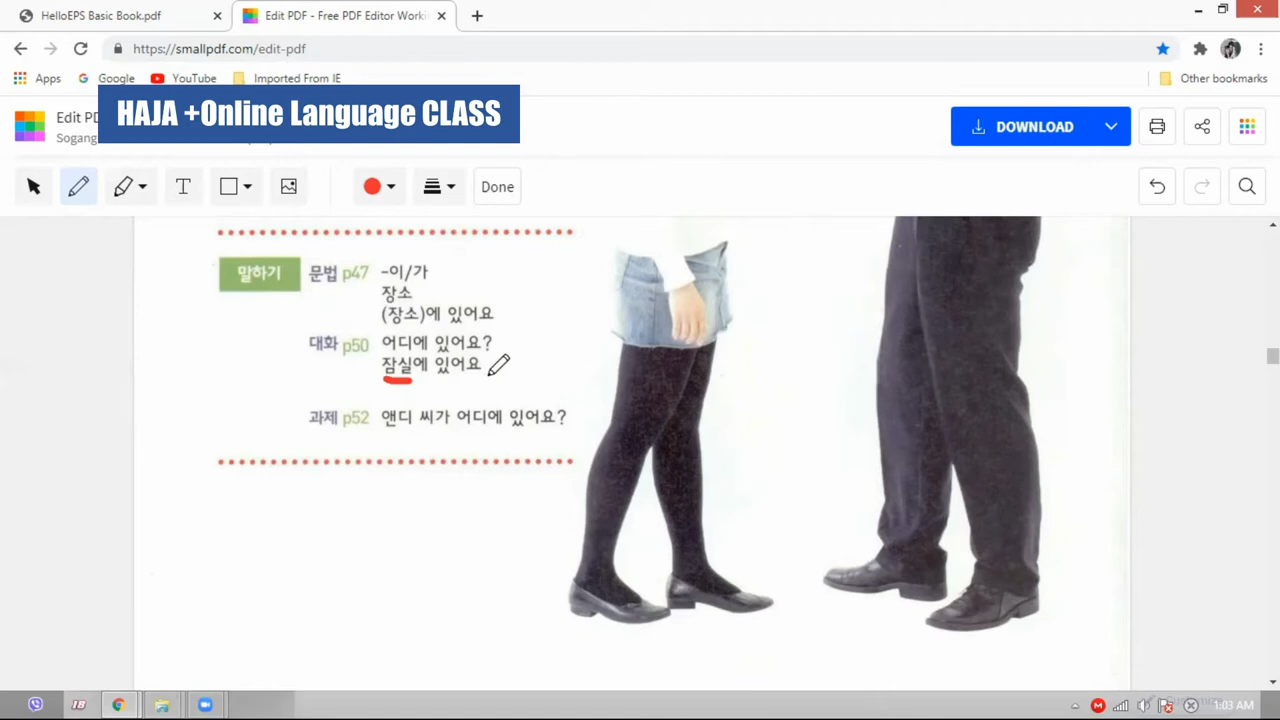 HelloEPS Basic Book.pdf
Edit PDF - Free PDF Editor Worki
https://smallpdf.com/edit-pdf
Apps Google YouTube Imported From IE Other bookmarks
HAJA +Online Language CLASS
Edit PD
Sogang
DOWNLOAD
T Done
말하기 문법 p47 -이/가
장소
(장소)에 있어요
대화 p50 어디에 있어요?
잠실에 있어요
과제 p52 앤디 씨가 어디에 있어요?
18 1:03 AM